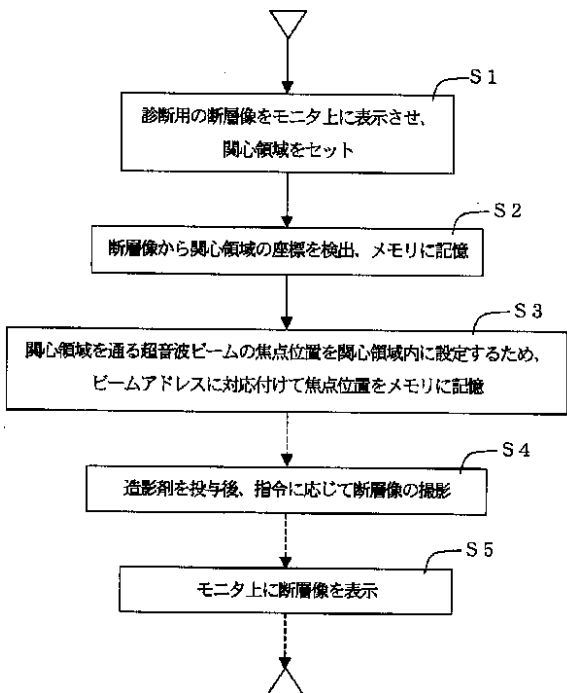 S1
診断用の断層像をモニタ上に表示させ、
関心領域をセット
S2
断層像から関心領域の座標を検出、メモリに記憶
S3
関心領域を通る超音波ビームの焦点位置を関心領域内に設定するため、
ビームアドレスに対応付けて焦点位置をメモリに記憶
S4
造影剤を投与後、指令に応じて断層像の撮影
S5
モニタ上に断層像を表示